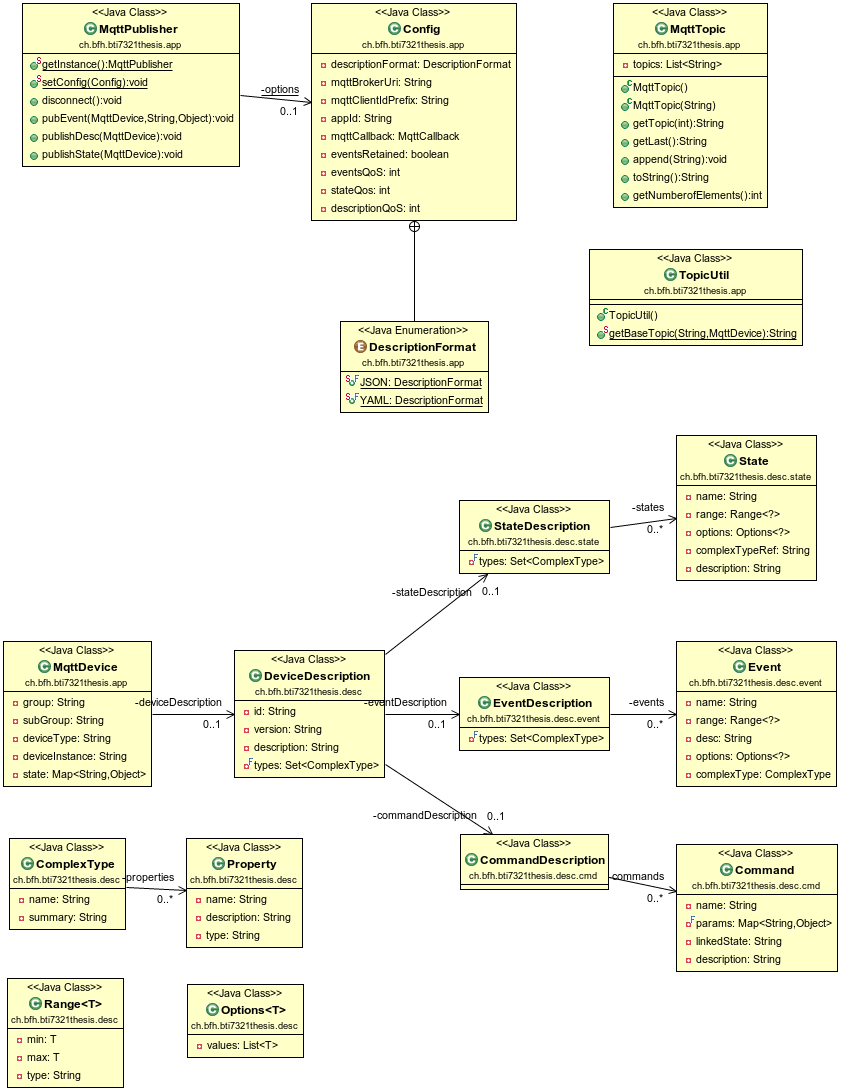 <<Java Class>>
MqttPublisher
ch.bfh.bti7321thesis.app
getInstance():MqttPublisher
setConfig(Config):void
disconnect():void
pubEvent(MqttDevice,String,Object):void
publishDesc(MqttDevice):void
publishState(MqttDevice):void
-options
0..1
<<Java Class>>
Config
ch.bfh.bti7321thesis.app
descriptionFormat: DescriptionFormat
mqttBrokerUri: String
mqttClientIdPrefix: String
appId: String
mqttCallback: MqttCallback
eventsRetained: boolean
eventsQoS: int
stateQos: int
descriptionQoS: int
<<Java Class>>
MqttTopic
ch.bfh.bti7321thesis.app
topics: List<String>
MqttTopic()
MqttTopic(String)
getTopic(int):String
getLast():String
append(String):void
toString():String
getNumberofElements():int
<<Java Class>>
TopicUtil
ch.bfh.bti7321thesis.app
TopicUtil()
getBaseTopic(String,MqttDevice):String
<<Java Enumeration>>
DescriptionFormat
ch.bfh.bti7321thesis.app
JSON: DescriptionFormat
YAML: DescriptionFormat
<<Java Class>>
State
ch.bfh.bti7321thesis.desc.state
name: String
range: Range<?>
options: Options<?>
complexTypeRef: String
description: String
<<Java Class>>
StateDescription
ch.bfh.bti7321thesis.desc.state
types: Set<ComplexType>
-states
0..*
-stateDescription
0..1
<<Java Class>>
MqttDevice
ch.bfh.bti7321thesis.app
group: String
subGroup: String
deviceType: String
deviceInstance: String
state: Map<String,Object>
-deviceDescription
0..1
<<Java Class>>
DeviceDescription
ch.bfh.bti7321thesis.desc
id: String
version: String
description: String
types: Set<ComplexType>
-eventDescription
0..1
<<Java Class>>
EventDescription
ch.bfh.bti7321thesis.desc.event
types: Set<ComplexType>
-events
0..*
<<Java Class>>
Event
ch.bfh.bti7321thesis.desc.event
name: String
range: Range<?>
desc: String
options: Options<?>
complexType: ComplexType
-commandDescription
0..1
<<Java Class>>
CommandDescription
ch.bfh.bti7321thesis.desc.cmd
commands
0..*
<<Java Class>>
Command
ch.bfh.bti7321thesis.desc.cmd
name: String
params: Map<String,Object>
linkedState: String
description: String
<<Java Class>>
ComplexType
ch.bfh.bti7321thesis.desc
name: String
summary: String
-properties
0..*
<<Java Class>>
Property
ch.bfh.bti7321thesis.desc
name: String
description: String
type: String
<<Java Class>>
Range<T>
ch.bfh.bti7321thesis.desc
min: T
max: T
type: String
<<Java Class>>
Options<T>
ch.bfh.bti7321thesis.desc
values: List<T>